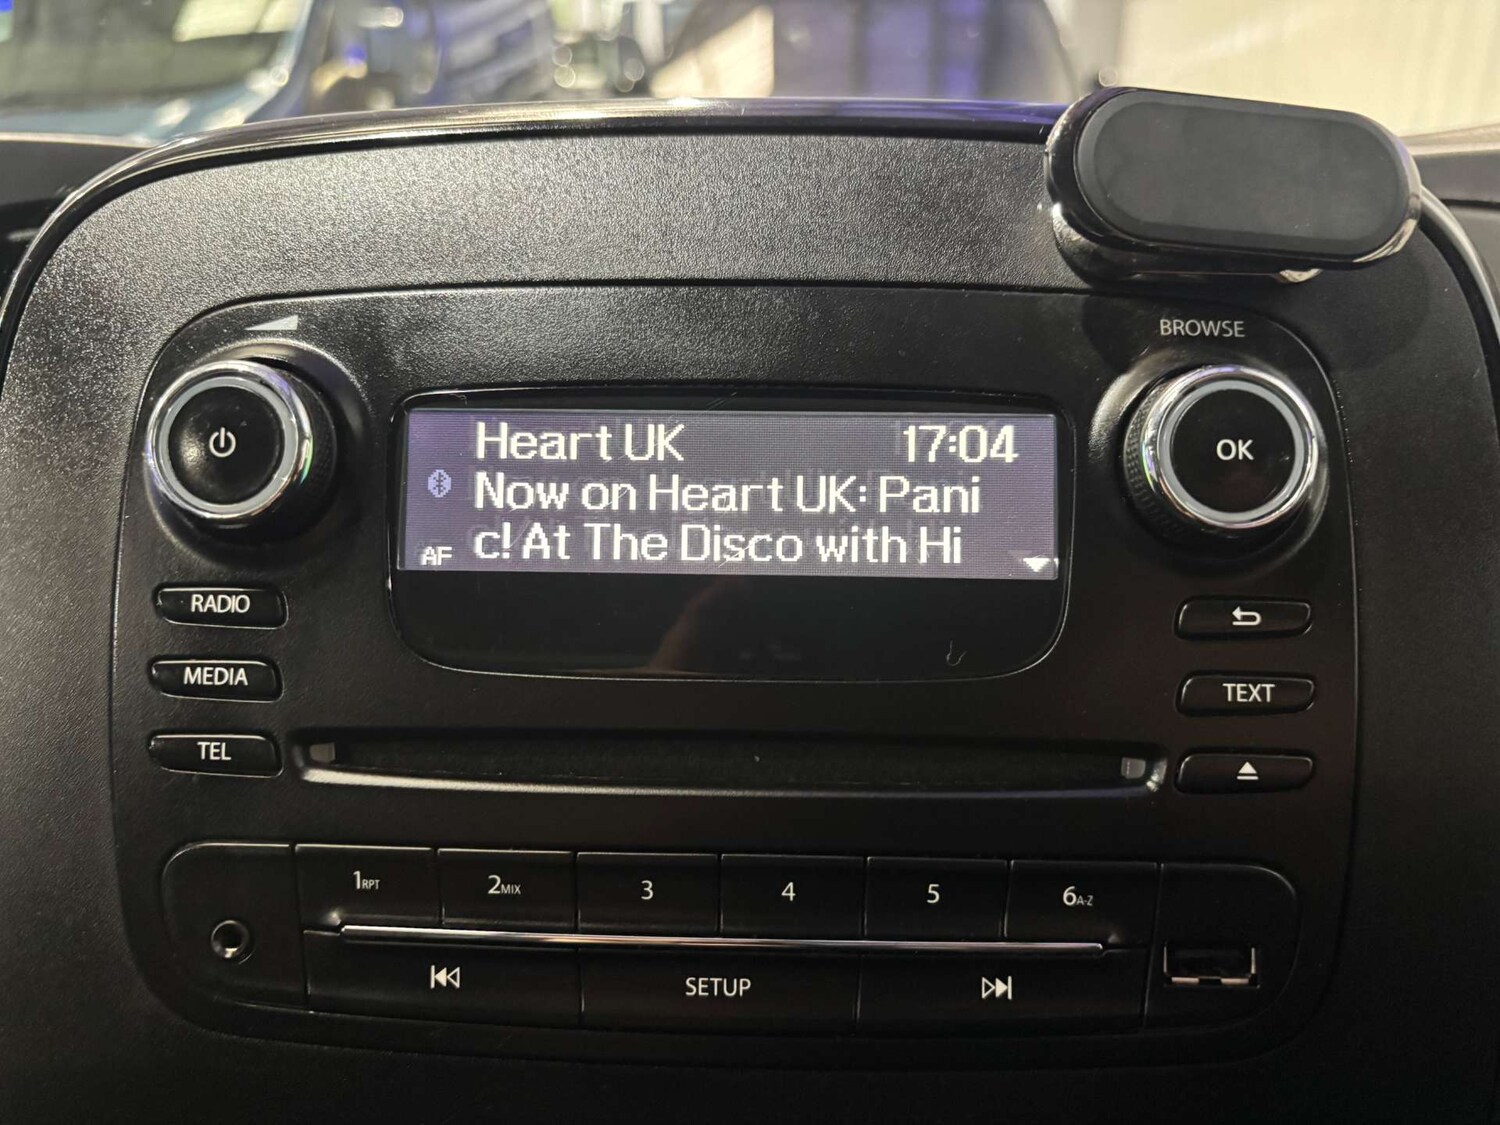 BROWSE
Heart UK 17:04
Now on Heart UK: Pani
c! At The Disco with Hi
AF
OK
RADIO
MEDIA
TEXT
TEL
1RPT 2MIX 3 4 5 6A-Z
SETUP